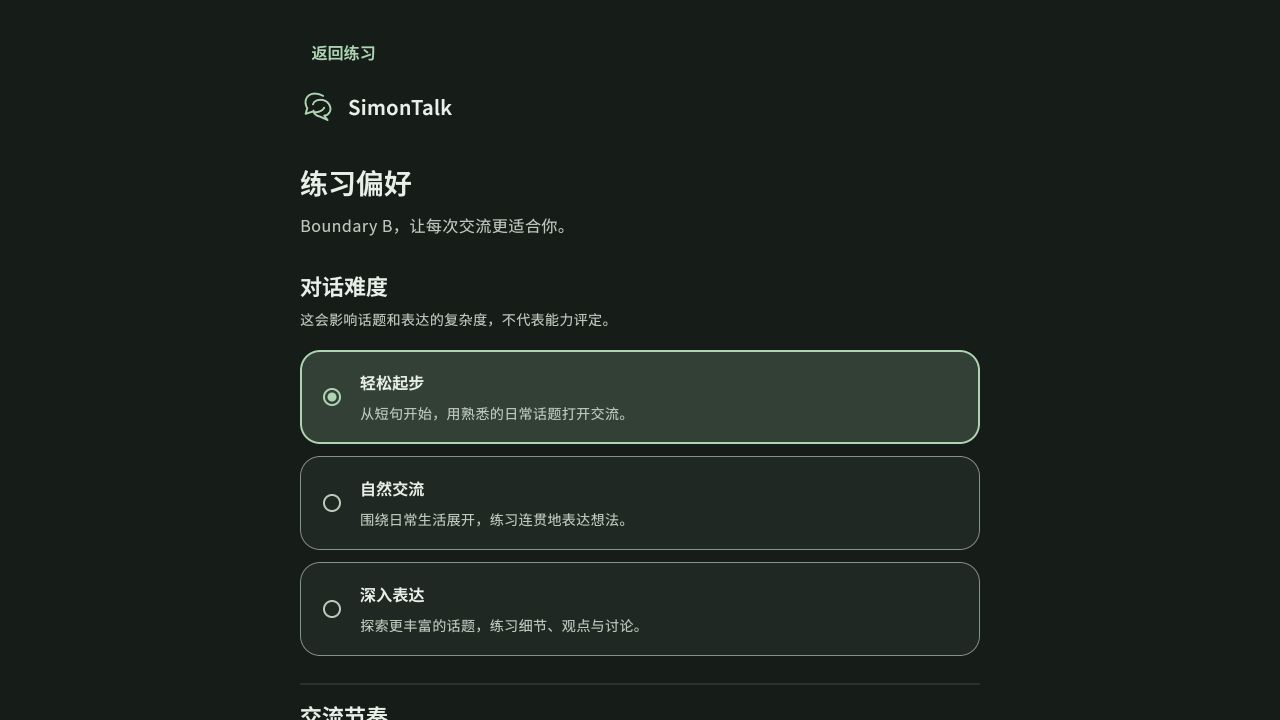 返回练习
SimonTalk
练习偏好
Boundary B，让每次交流更适合你。
对话难度
这会影响话题和表达的复杂度，不代表能力评定。
轻松起步
从短句开始，用熟悉的日常话题打开交流。
自然交流
围绕日常生活展开，练习连贯地表达想法。
深入表达
探索更丰富的话题，练习细节、观点与讨论。
交流节奏